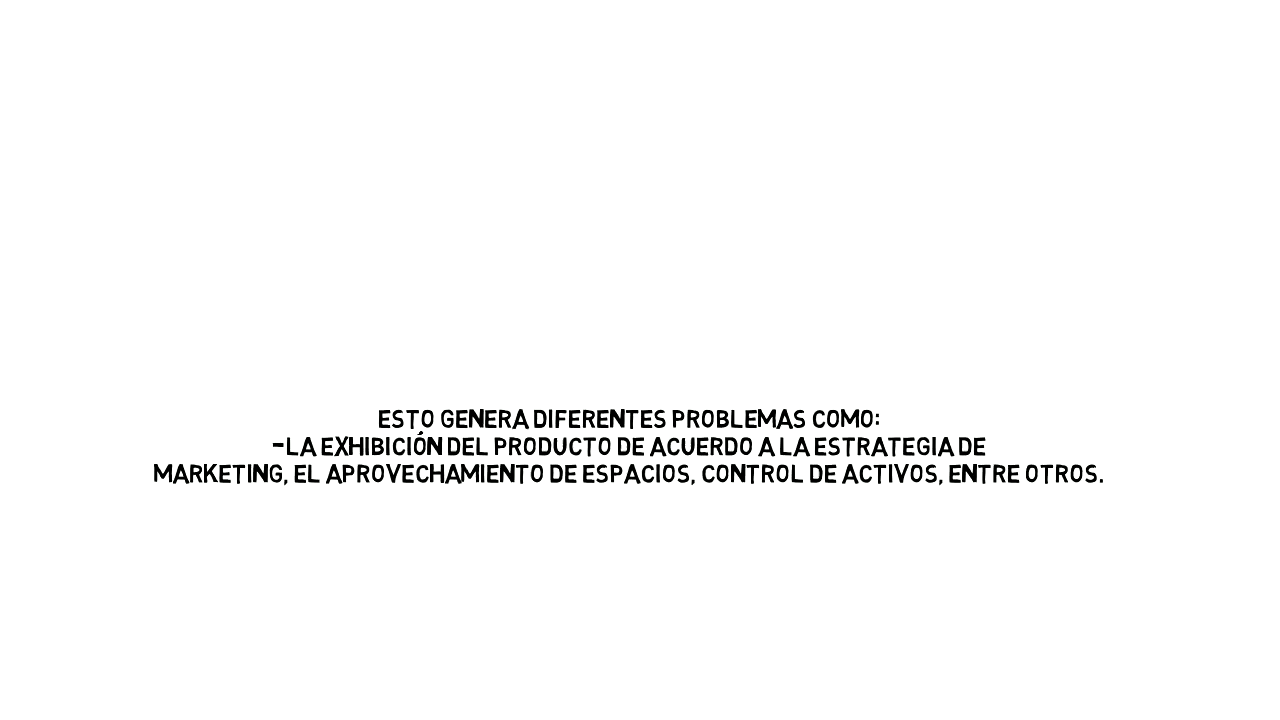 ESTO GENERA DIFERENTES PROBLEMAS COMO:
-LA EXHIBICIÓN DEL PRODUCTO DE ACUERDO A LA ESTRATEGIA DE
MARKETING, EL APROVECHAMIENTO DE ESPACIOS, CONTROL DE ACTIVOS, ENTRE OTROS.